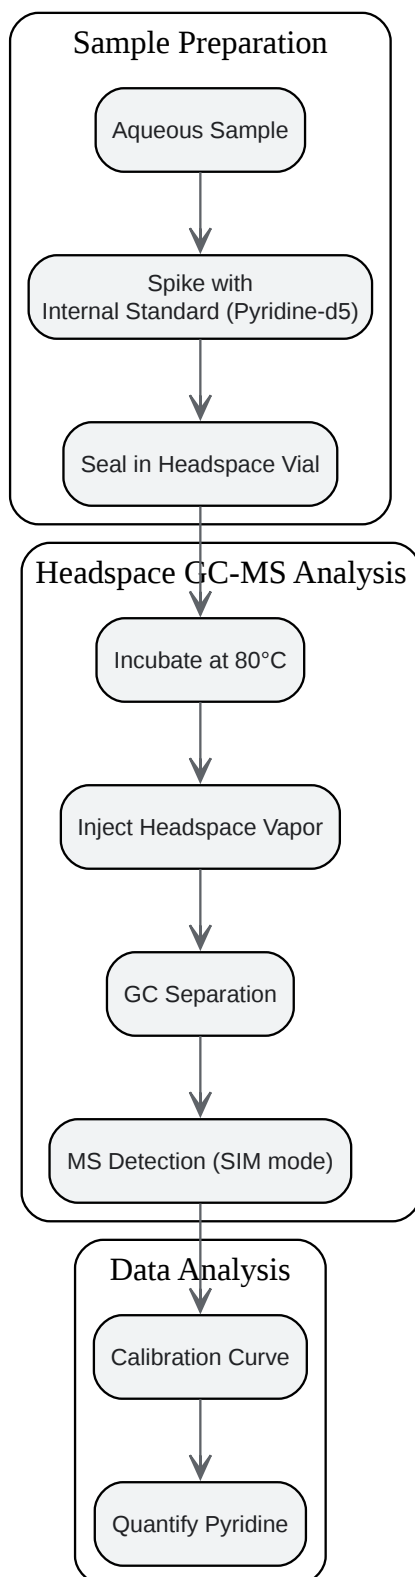 Sample Preparation
Aqueous Sample
Spike with
Internal Standard (Pyridine-d5)
Seal in Headspace Vial
Headspace GC-MS Analysis
Incubate at 80°C
Inject Headspace Vapor
GC Separation
MS Detection (SIM mode)
Data Analysis
Calibration Curve
Quantify Pyridine